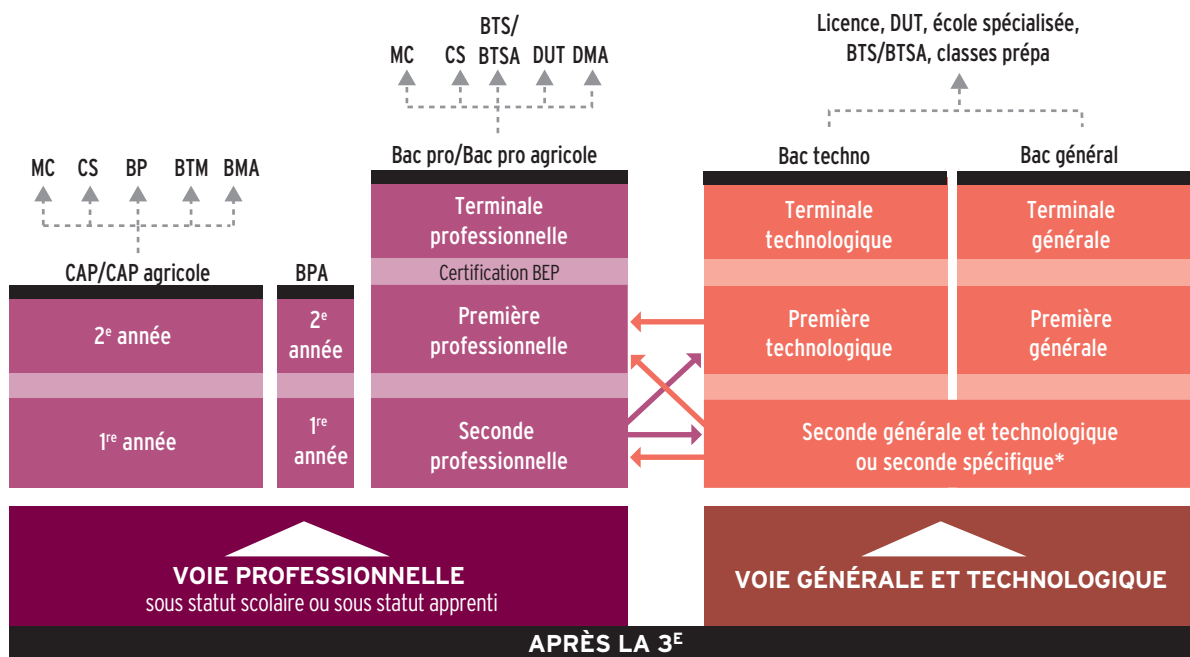 BTS/
MC CS BTSA DUT DMA
Licence, DUT, école spécialisée,
BTS/BTSA, classes prépa
MC CS BP BTM BMA
Bac pro/Bac pro agricole
Bac techno
Bac général
Terminale
professionnelle
Terminale
technologique
Terminale
générale
CAP/CAP agricole
BPA
Certification BEP
2e année
2e
année
Première
professionnelle
Première
technologique
Première
générale
1re année
1re
année
Seconde
professionnelle
Seconde générale et technologique
ou seconde spécifique*
VOIE PROFESSIONNELLE
sous statut scolaire ou sous statut apprenti
VOIE GÉNÉRALE ET TECHNOLOGIQUE
APRÈS LA 3E